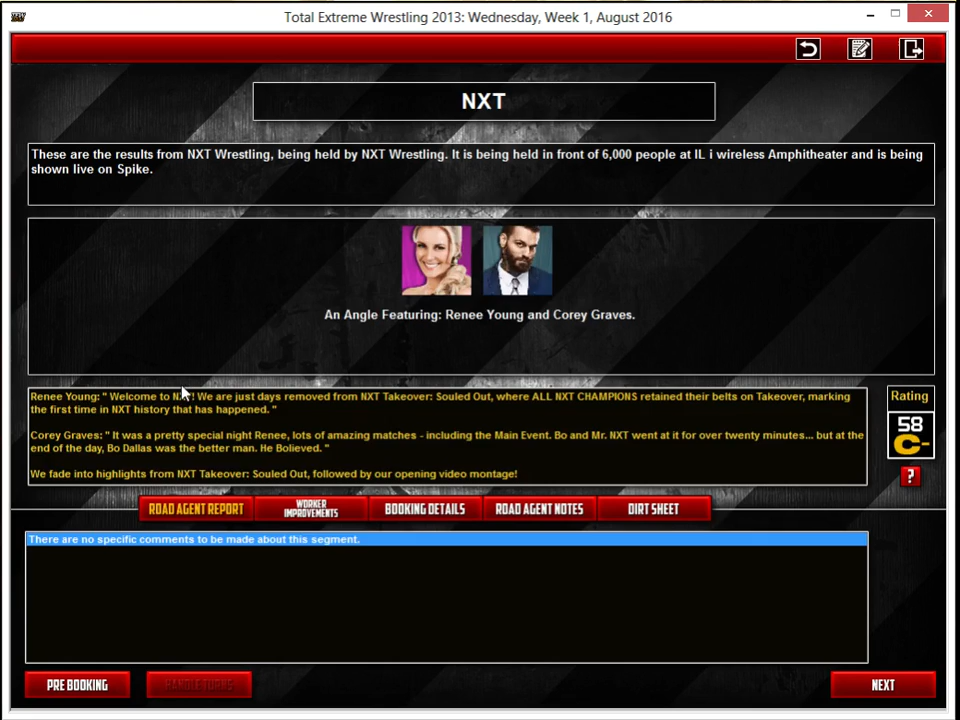 Total Extreme Wrestling 2013: Wednesday, Week 1, August 2016
NXT
These are the results from NXT Wrestling, being held by NXT Wrestling. It is being held in front of 6,000 people at IL i wireless Amphitheater and is being
shown live on Spike.
An Angle Featuring: Renee Young and Corey Graves.
Renee Young: " Welcome to NXT! We are just days removed from NXT Takeover: Souled Out, where ALL NXT CHAMPIONS retained their belts on Takeover, marking
the first time in NXT history that has happened. "
Corey Graves: " It was a pretty special night Renee, lots of amazing matches - including the Main Event. Bo and Mr. NXT went at it for over twenty minutes... but at the
end of the day, Bo Dallas was the better man. He Bolieved. "
We fade into highlights from NXT Takeover: Souled Out, followed by our opening video montage!
Rating
58
C-
?
ROAD AGENT REPORT
WORKER
IMPROVEMENTS
BOOKING DETAILS
ROAD AGENT NOTES
DIRT SHEET
There are no specific comments to be made about this segment.
PRE BOOKING
HANDLE TURNS
NEXT